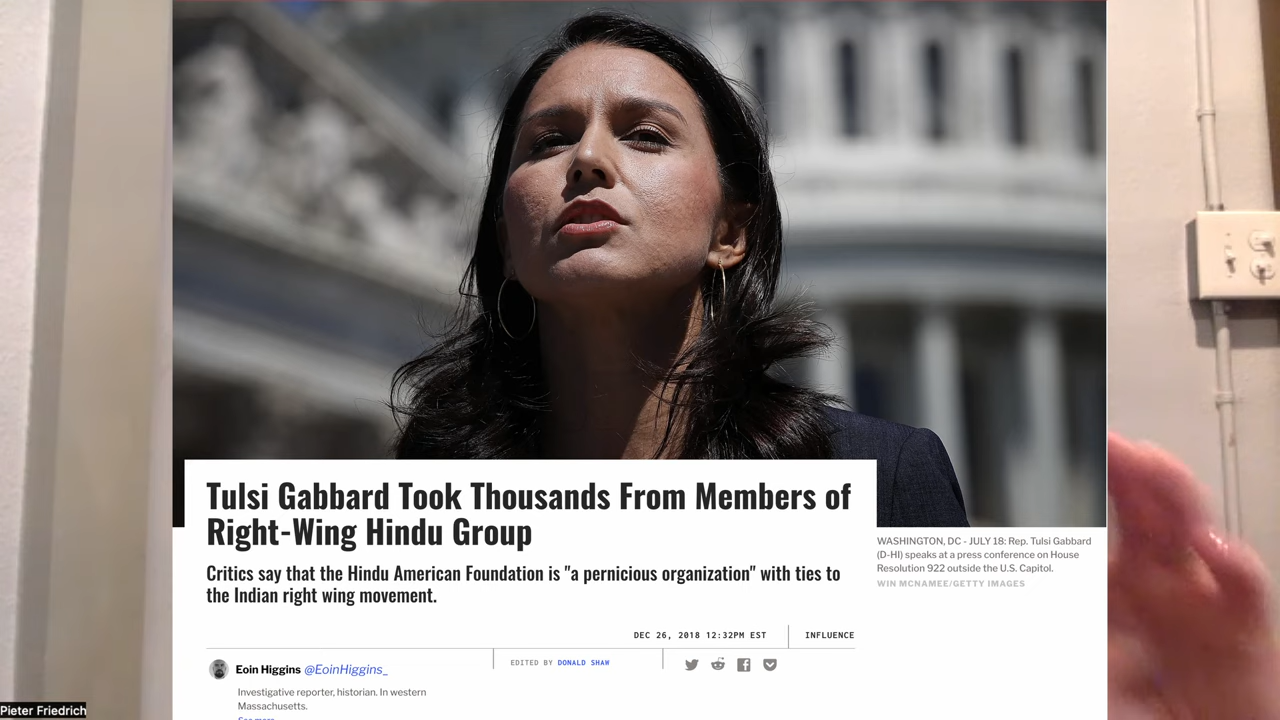 Tulsi Gabbard Took Thousands From Members of
Right-Wing Hindu Group
Critics say that the Hindu American Foundation is "a pernicious organization" with ties to
the Indian right wing movement.
WASHINGTON, DC - JULY 18: Rep. Tulsi Gabbard
(D-HI) speaks at a press conference on House
Resolution 922 outside the U.S. Capitol.
WIN MCNAMEE/GETTY IMAGES
DEC 26, 2018 12:32PM EST
INFLUENCE
Eoin Higgins @EoinHiggins_
EDITED BY DONALD SHAW
Investigative reporter, historian. In western
Massachusetts.
See more
Pieter Friedrich